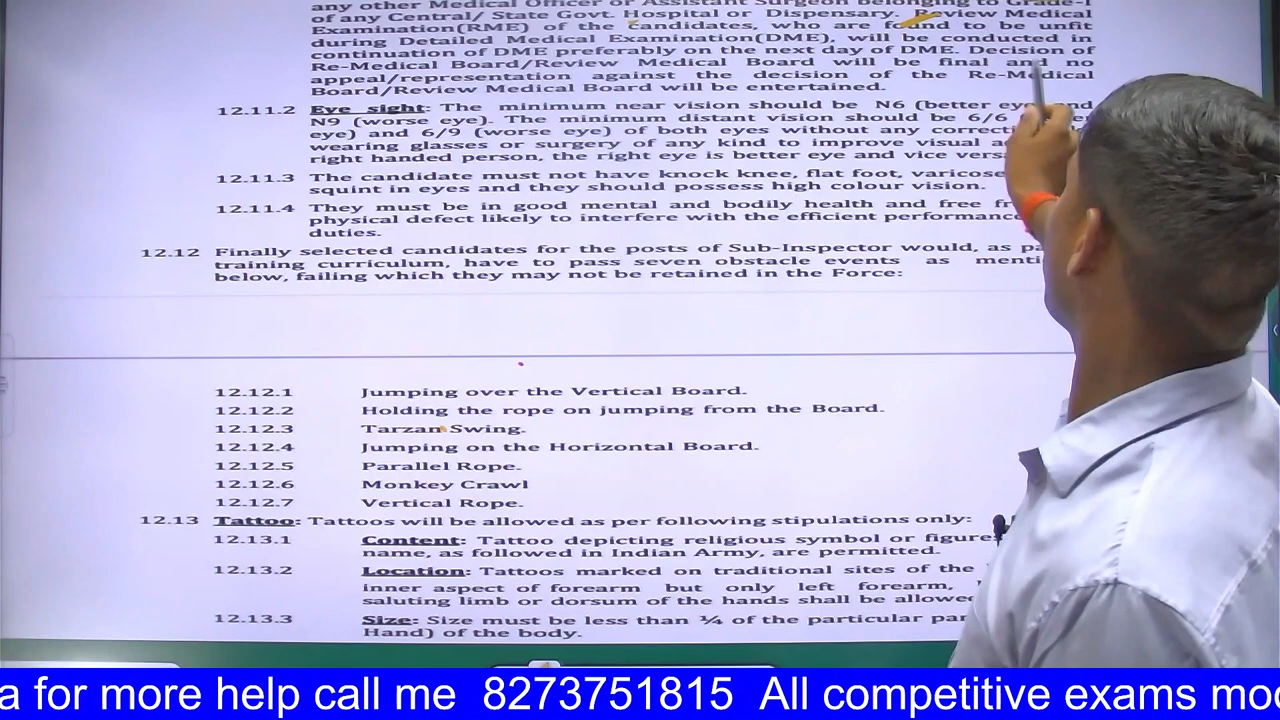 any other Medical Officer or Assistant Surgeon belonging to Grade-I
of any Central/ State Govt. Hospital or Dispensary. Review Medical
Examination(RME) of the candidates, who are found to be unfit
during Detailed Medical Examination(DME), will be conducted in
continuation of DME preferably on the next day of DME. Decision of
Re-Medical Board/Review Medical Board will be final and no
appeal/representation against the decision of the Re-Medical
Board/Review Medical Board will be entertained.
12.11.2 Eye sight: The minimum near vision should be N6 (better eye) and
N9 (worse eye). The minimum distant vision should be 6/6
eye) and 6/9 (worse eye) of both eyes without any correcti
wearing glasses or surgery of any kind to improve visual a
right handed person, the right eye is better eye and vice vers
12.11.3 The candidate must not have knock knee, flat foot, varicose
squint in eyes and they should possess high colour vision.
12.11.4 They must be in good mental and bodily health and free fr
physical defect likely to interfere with the efficient performance
duties.
12.12 Finally selected candidates for the posts of Sub-Inspector would, as pa
training curriculum, have to pass seven obstacle events as menti
below, failing which they may not be retained in the Force:
12.12.1 Jumping over the Vertical Board.
12.12.2 Holding the rope on jumping from the Board.
12.12.3 Tarzan Swing.
12.12.4 Jumping on the Horizontal Board.
12.12.5 Parallel Rope.
12.12.6 Monkey Crawl
12.12.7 Vertical Rope.
12.13 Tattoo: Tattoos will be allowed as per following stipulations only:
12.13.1 Content: Tattoo depicting religious symbol or figures
name, as followed in Indian Army, are permitted.
12.13.2 Location: Tattoos marked on traditional sites of the
inner aspect of forearm but only left forearm,
saluting limb or dorsum of the hands shall be allowe
12.13.3 Size: Size must be less than ¼ of the particular par
Hand) of the body.
a for more help call me 8273751815 All competitive exams mod